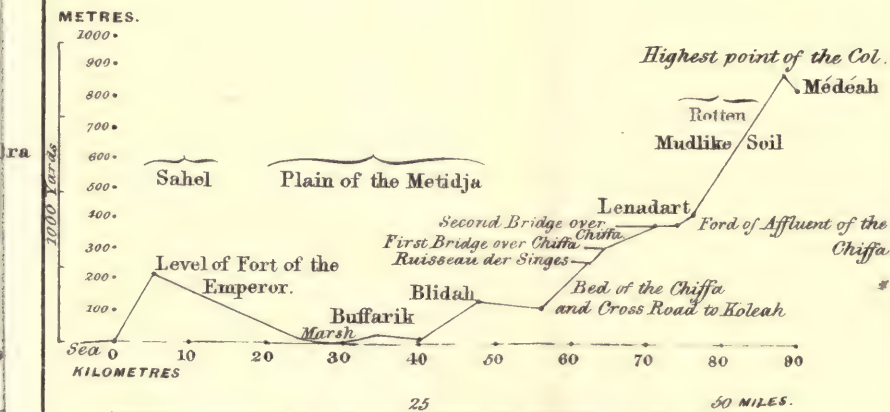 METRES.
1000
900
800
700
600
500
400
300
200
100
1000 Yards
Highest point of the Col.
Médéah
Rotten
Mudlike Soil
Sahel
Plain of the Metidja
Lenadart
Second Bridge over Chiffa
Ford of Affluent of the
Chiffa
First Bridge over Chiffa
Ruisseau der Singes
Level of Fort of the
Emperor.
Blidah
Bed of the Chiffa
and Cross Road to Koleah
Buffarik
Marsh
Sea 0 10 20 30 40 50 60 70 80 90
KILOMETRES
25 50 MILES.